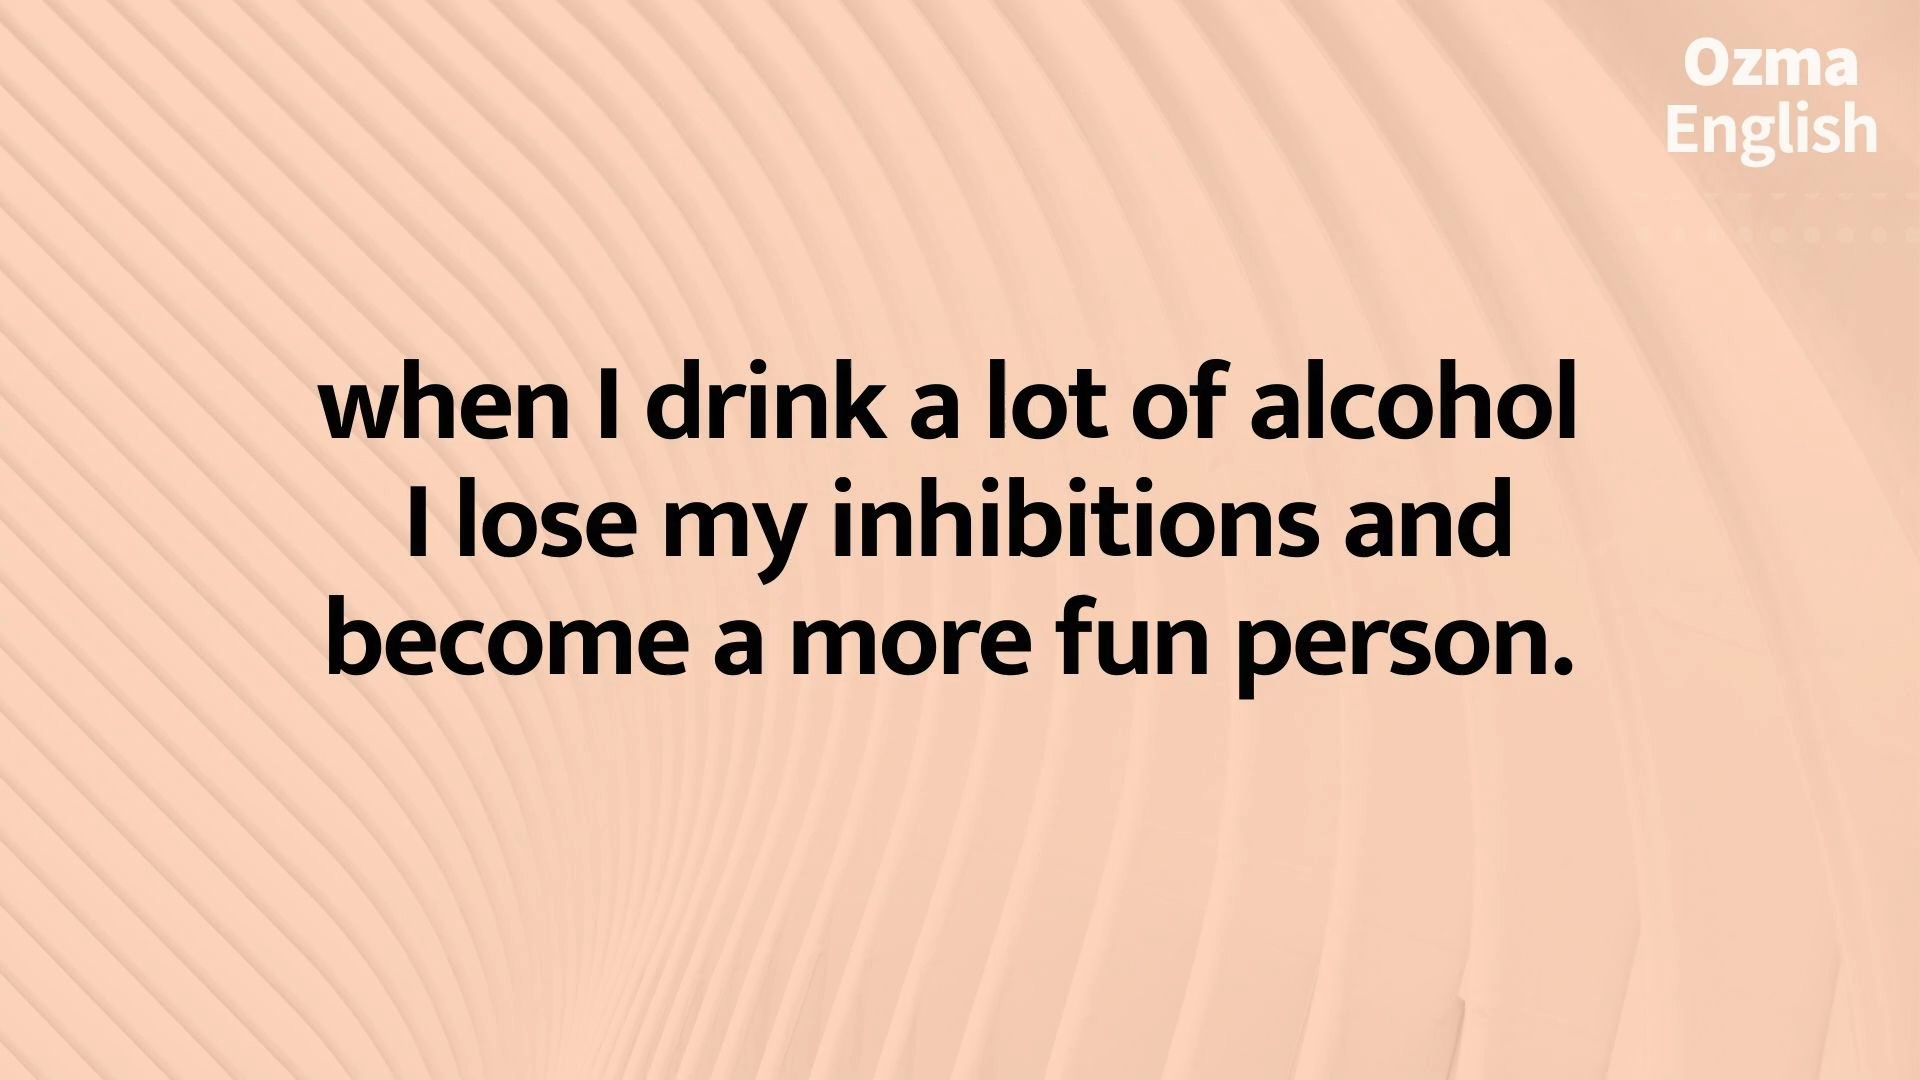 Ozma
English
when I drink a lot of alcohol
I lose my inhibitions and
become a more fun person.